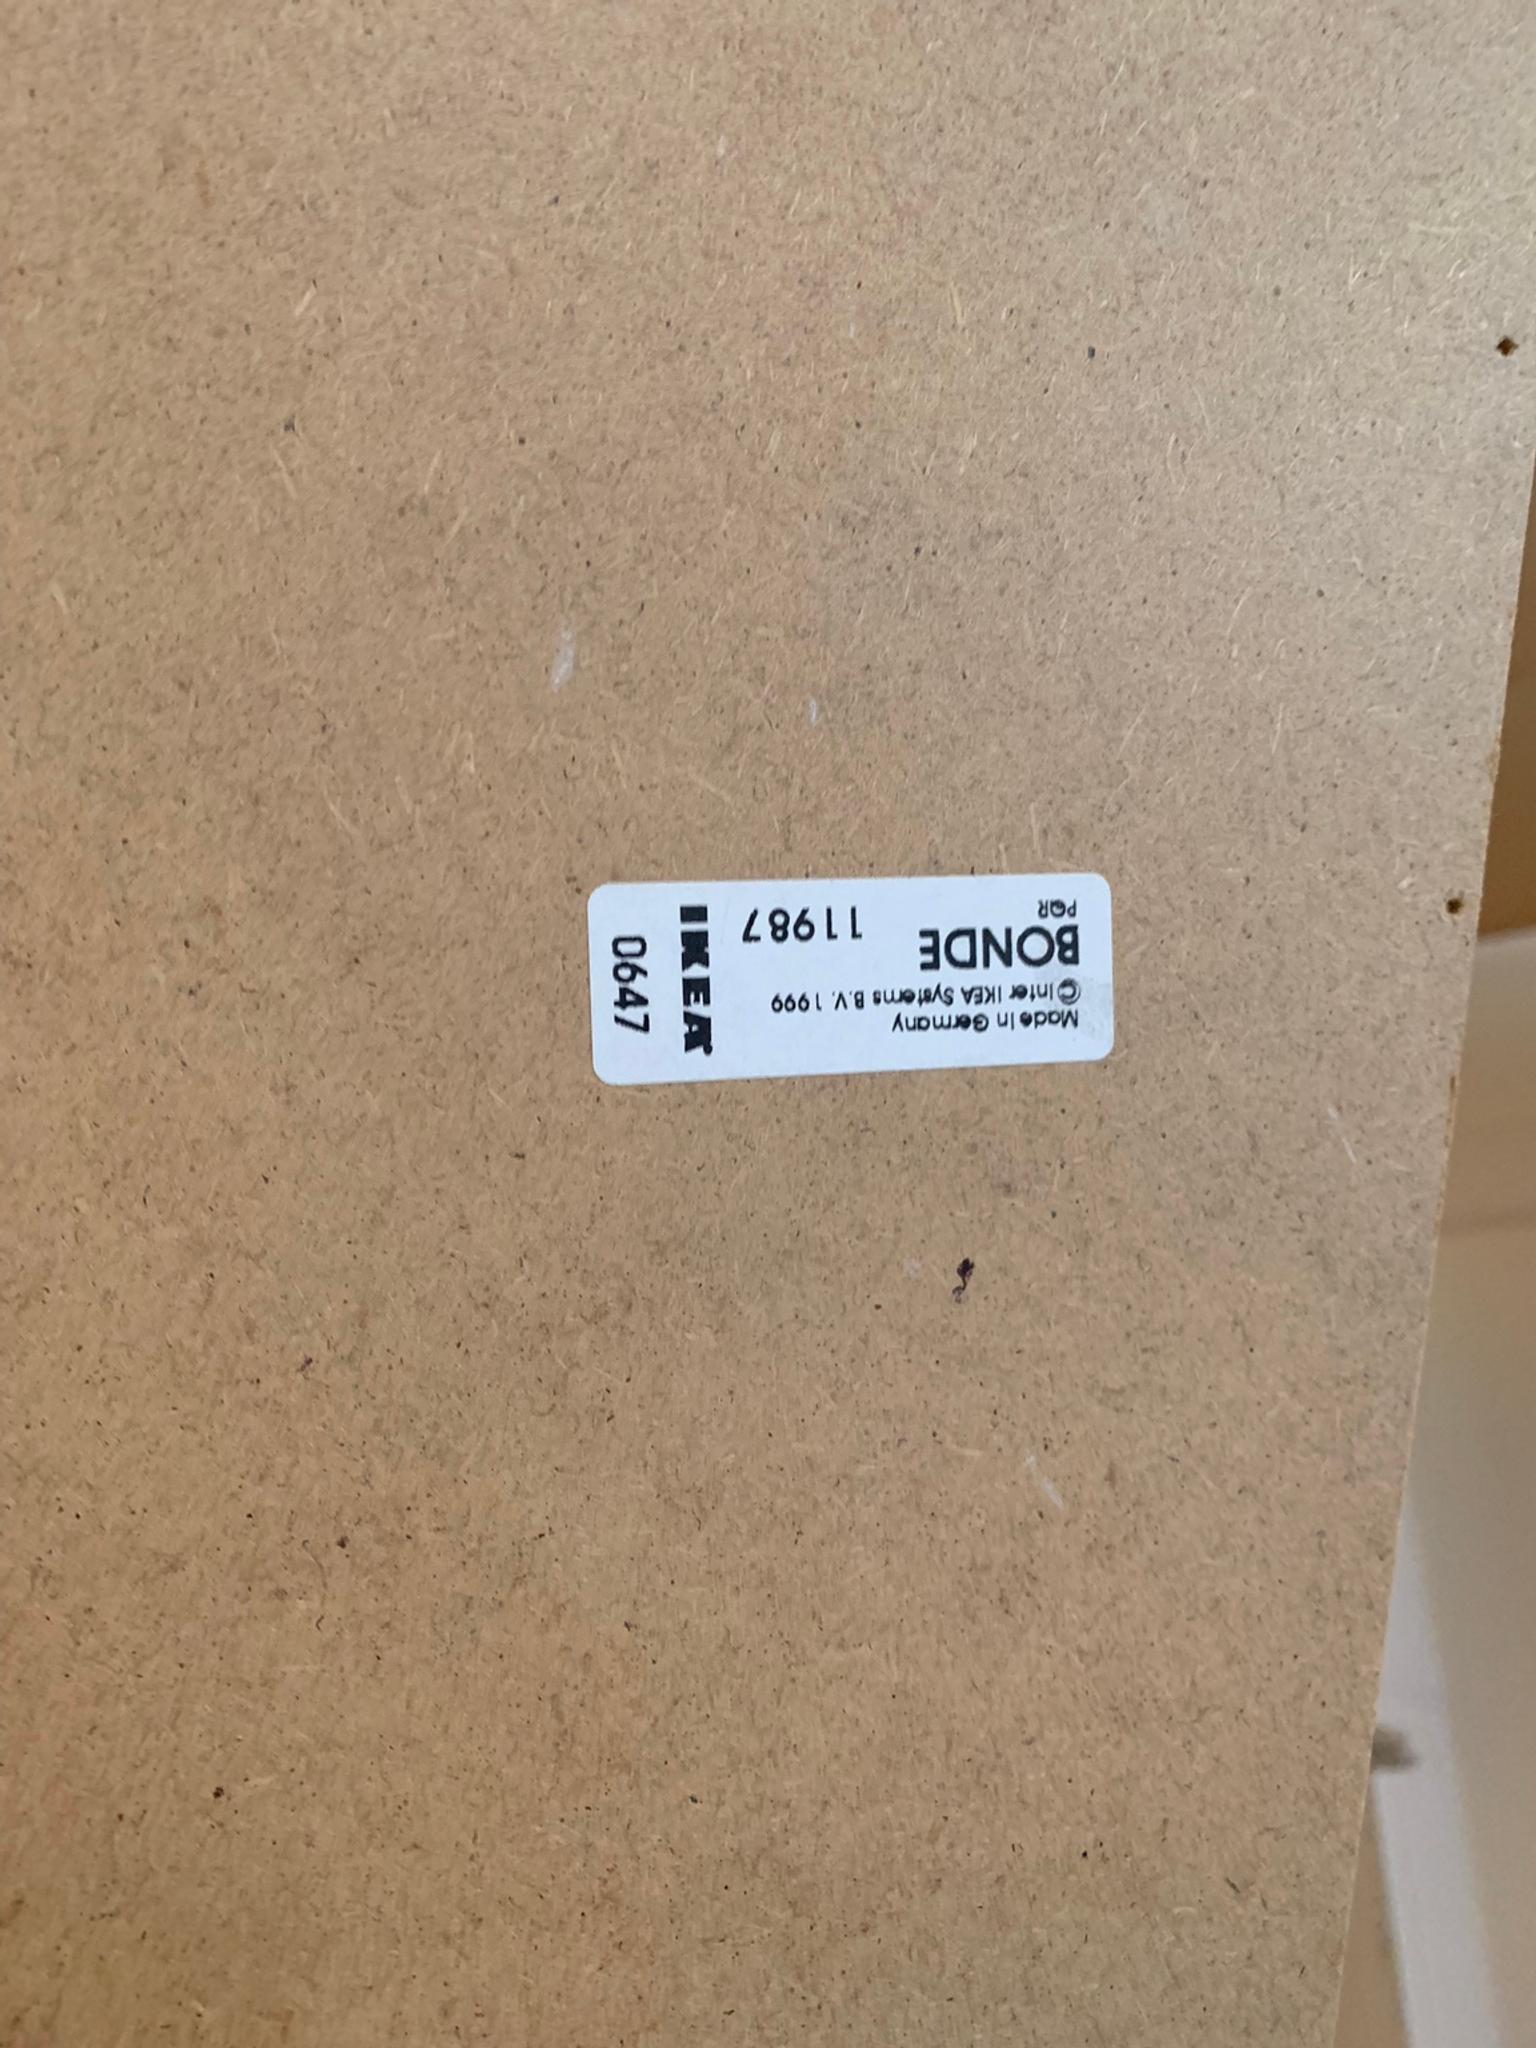 Made in Germany
©Inter IKEA Systems B.V. 1999
BONDE
PQR
11987
IKEA
0647